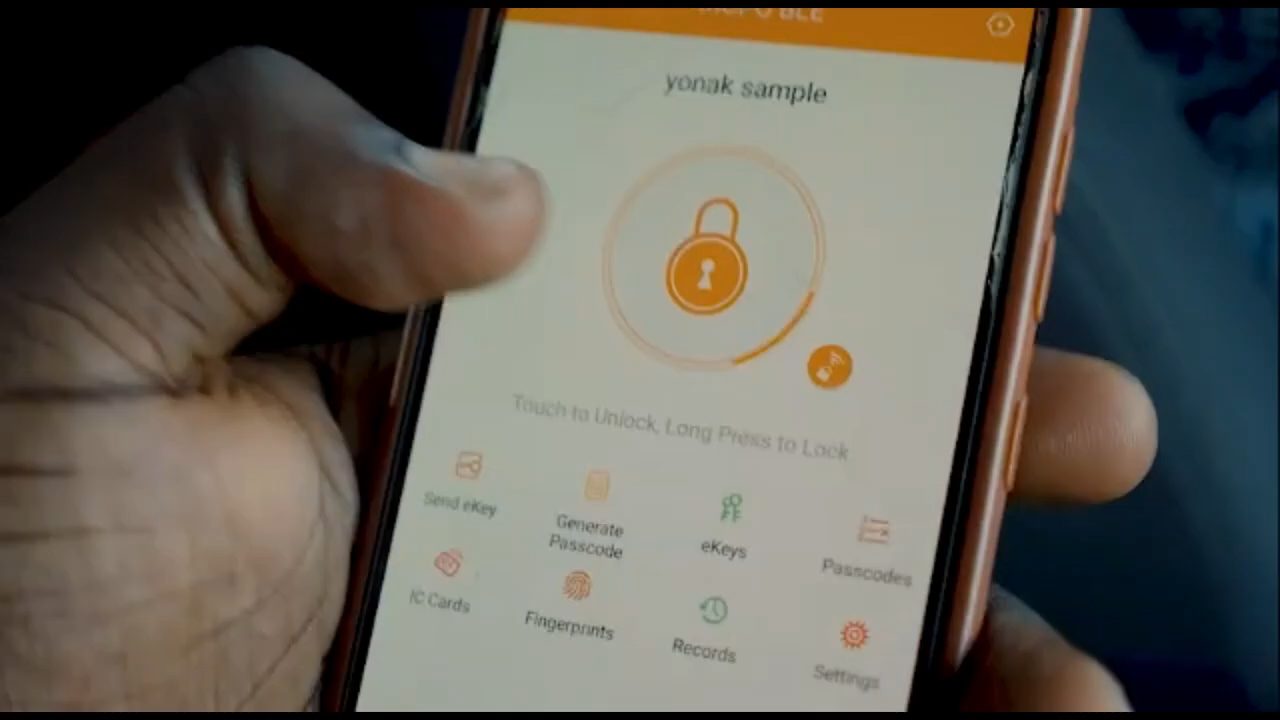 BLE
yonak sample
Touch to Unlock, Long Press to Lock
Send eKey
Generate
Passcode
eKeys
Passcodes
IC Cards
Fingerprints
Records
Settings